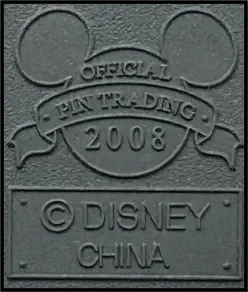 OFFICIAL
PIN TRADING
2008
© DISNEY
CHINA